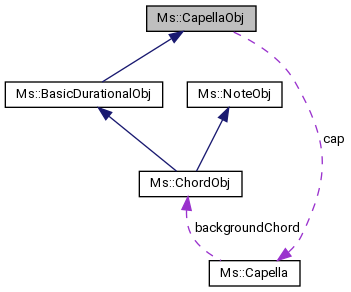 Ms::CapellaObj
Ms::BasicDurationalObj
Ms::NoteObj
cap
Ms::ChordObj
backgroundChord
Ms::Capella